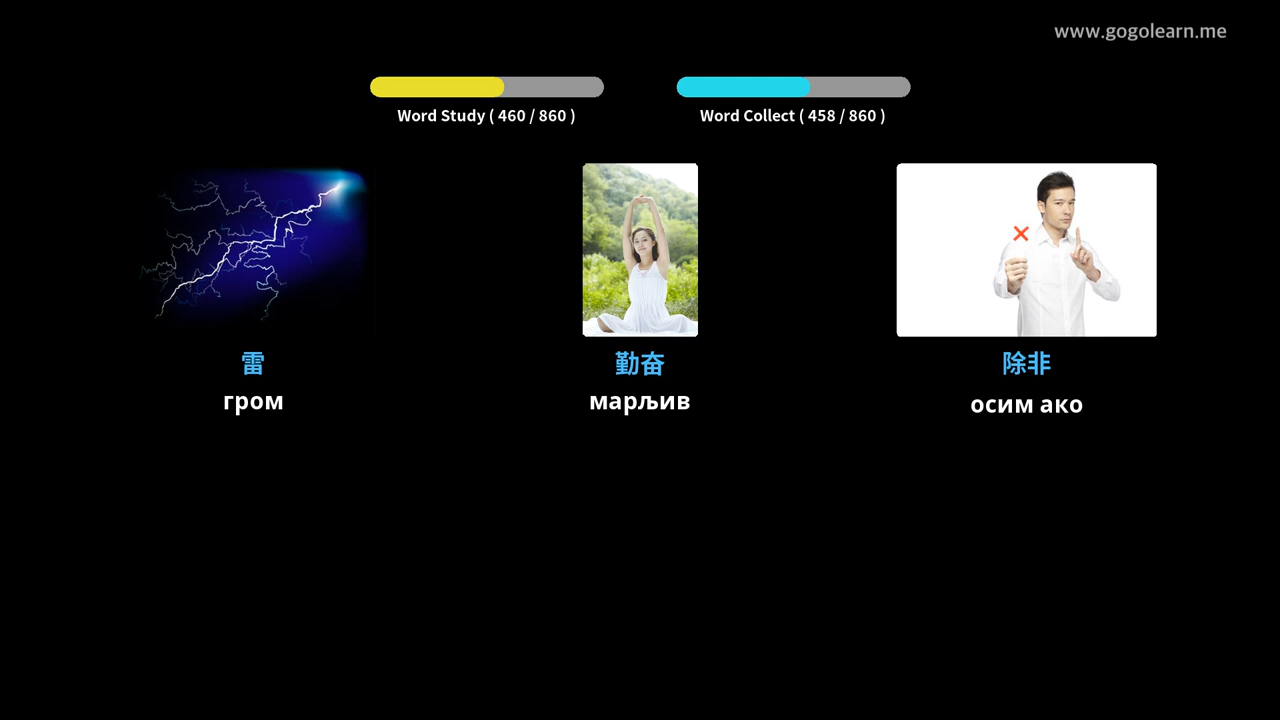 www.gogolearn.me
Word Study ( 460 / 860 )
Word Collect ( 458 / 860 )
雷
勤奋
除非
гром
марљив
осим ако